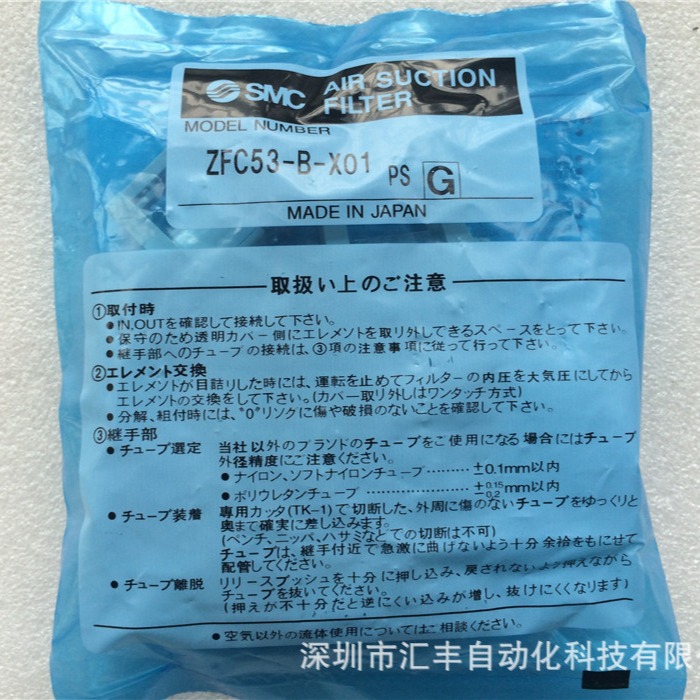 SMC AIR SUCTION
FILTER
MODEL NUMBER
ZFC53-B-X01 PS G
MADE IN JAPAN
取扱い上のご注意
①取付時
●IN,OUTを確認して接続して下さい。
●保守のため透明カバー側にエレメントを取り外しできるスペースをとって下さい。
●継手部へのチューブの接続は、③項の注意事項に従って行って下さい。
②エレメント交換
●エレメントが目詰りした時には、運転を止めてフィルターの内圧を大気圧にしてから
エレメントの交換をして下さい。(カバー取り外しはワンタッチ方式)
●分解、組付時には、"O"リングに傷や破損のないことを確認して下さい。
③継手部
●チューブ選定 当社以外のブランドのチューブをご使用になる場合にはチューブ
外径精度にご注意ください。
●ナイロン、ソフトナイロンチューブ……… ±0.1mm以内
●ポリウレタンチューブ ……………… +0.15 -0.2 mm以内
●チューブ装着 専用カッタ(TK-1)で切断した、外周に傷のないチューブをゆっくりと
奥まで確実に差し込みます。
(ペンチ、ニッパ、ハサミなどでの切断は不可)
チューブは、継手付近で急激に曲げないよう十分余裕をもたせて
配管してください。
●チューブ離脱 リリースブッシュを十分に押し込み、戻されないよう押えながら
チューブを抜いてください。
(押えが不十分だと逆にくい込みが増し、抜けにくくなります)
●空気以外の流体使用についてはご相談ください。
深圳市汇丰自动化科技有限